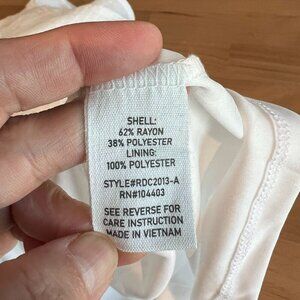 SHELL:
62% RAYON
38% POLYESTER
LINING:
100% POLYESTER
STYLE#RDC2013-A
RN#104403
SEE REVERSE FOR
CARE INSTRUCTION
MADE IN VIETNAM